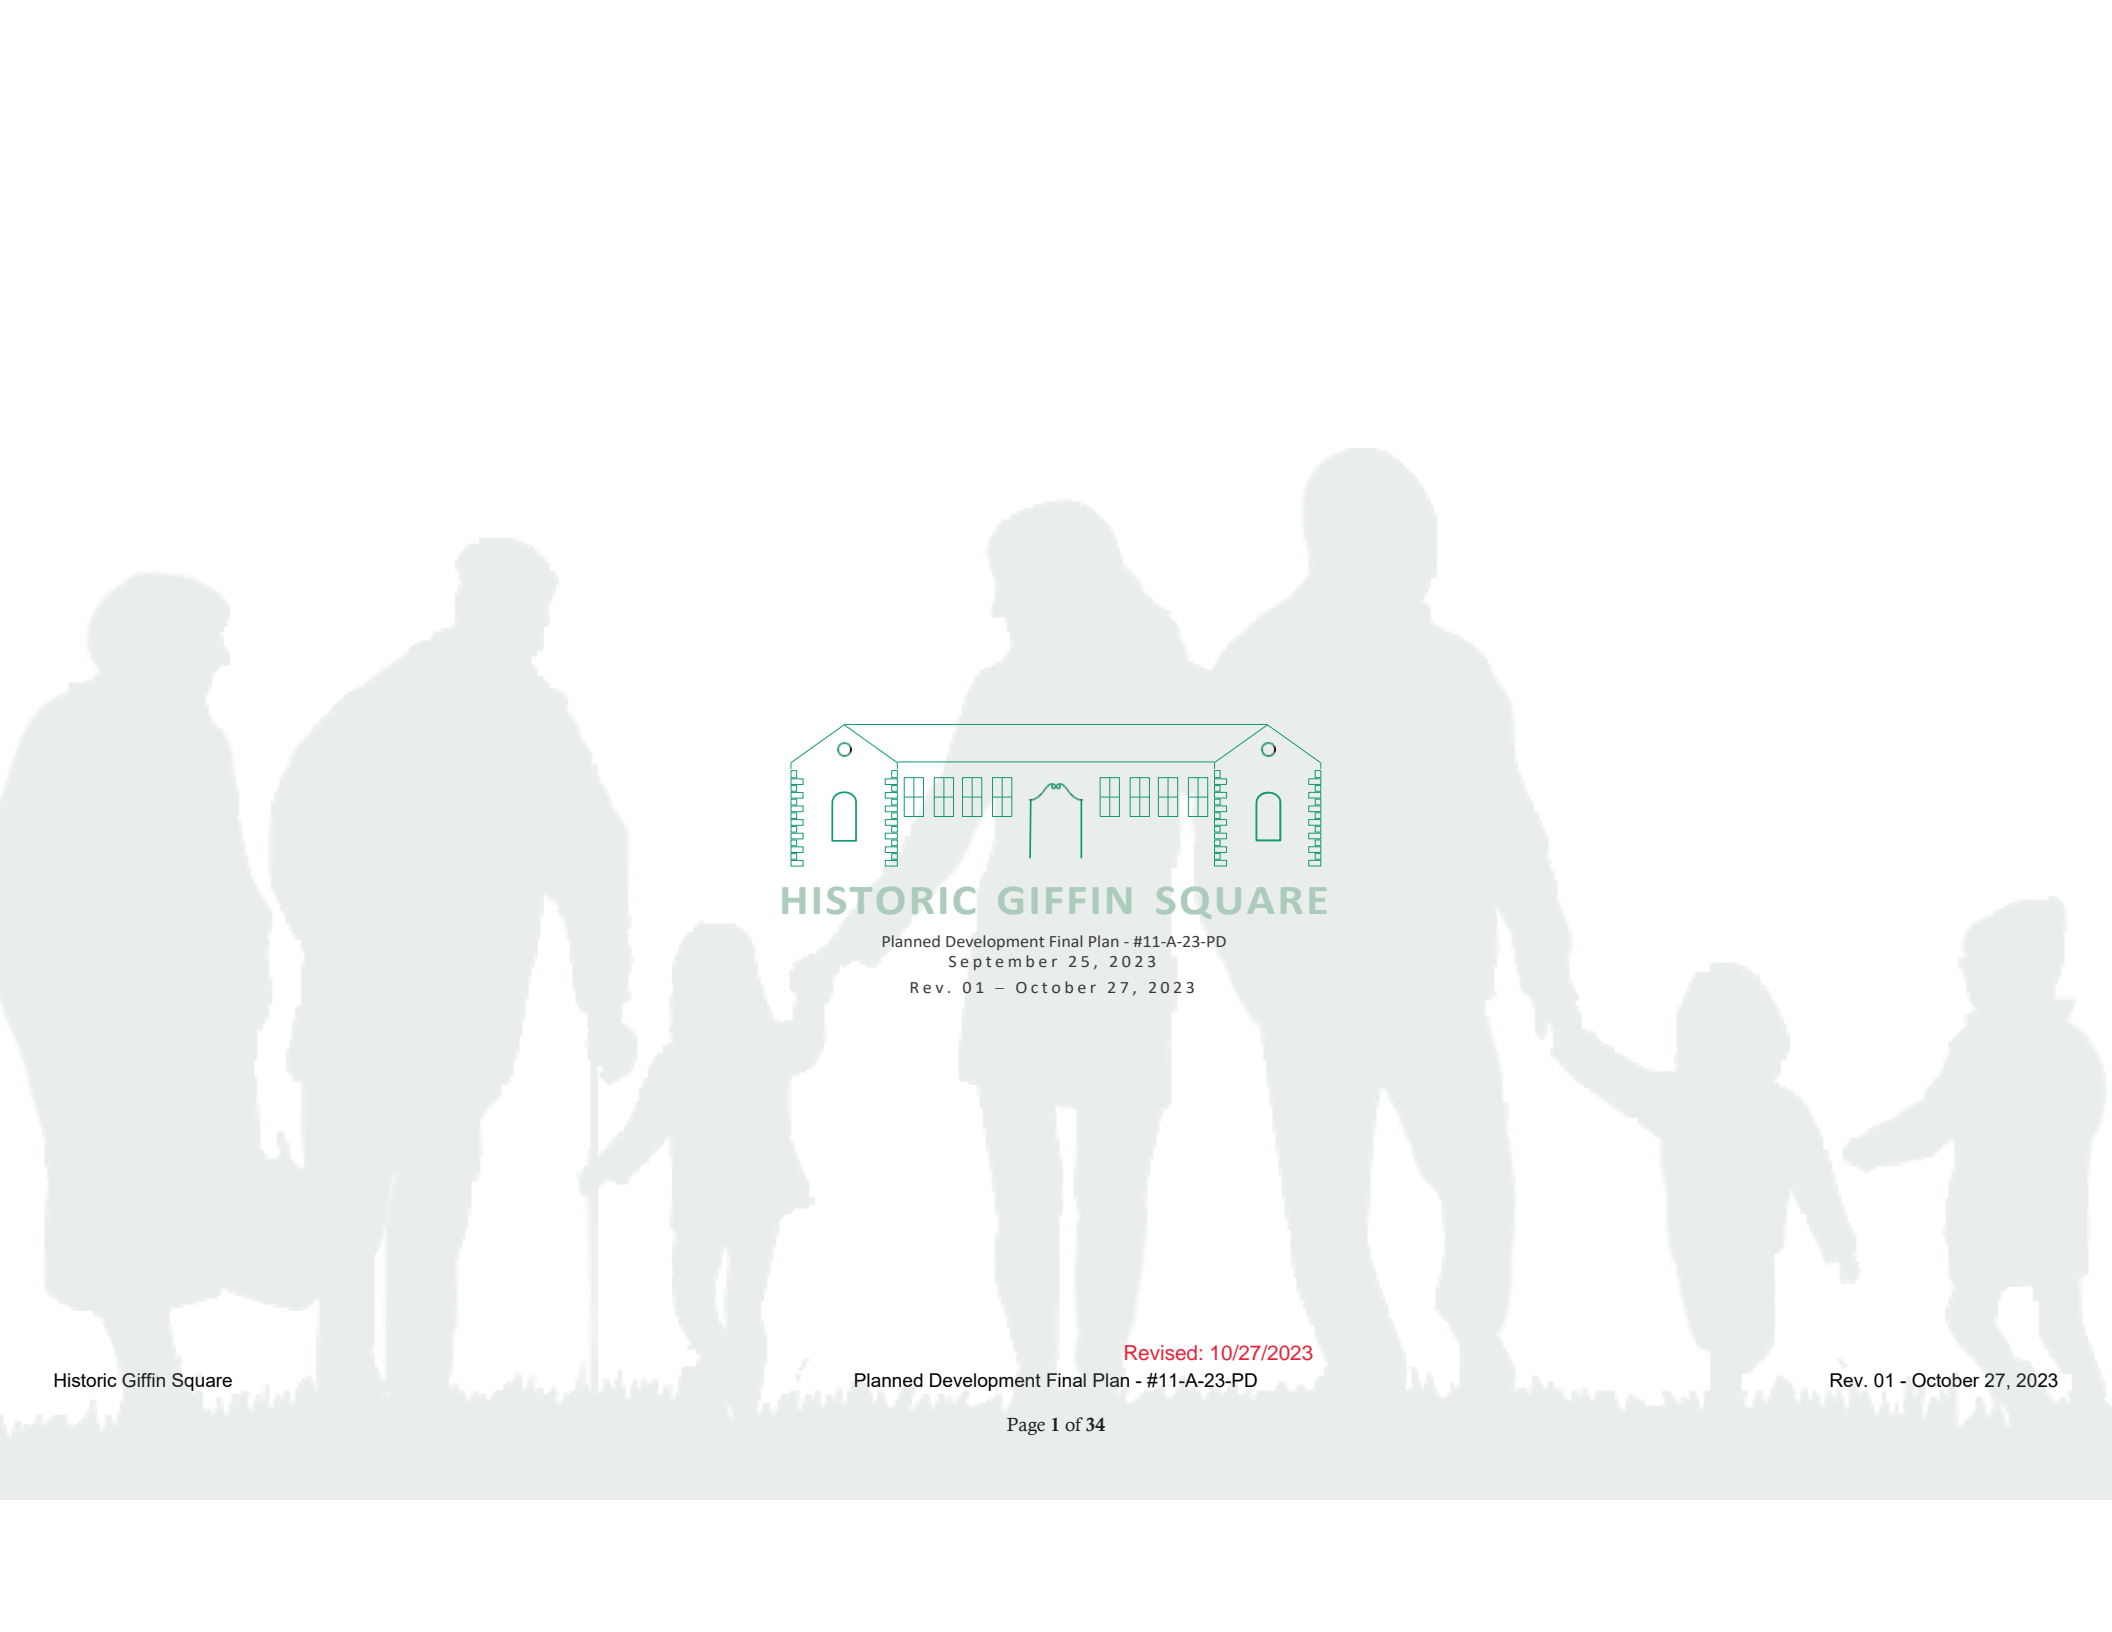 HISTORIC GIFFIN SQUARE
Planned Development Final Plan - #11-A-23-PD
September 25, 2023
Rev. 01 – October 27, 2023
Revised: 10/27/2023
Historic Giffin Square
Planned Development Final Plan - #11-A-23-PD
Rev. 01 - October 27, 2023
Page 1 of 34